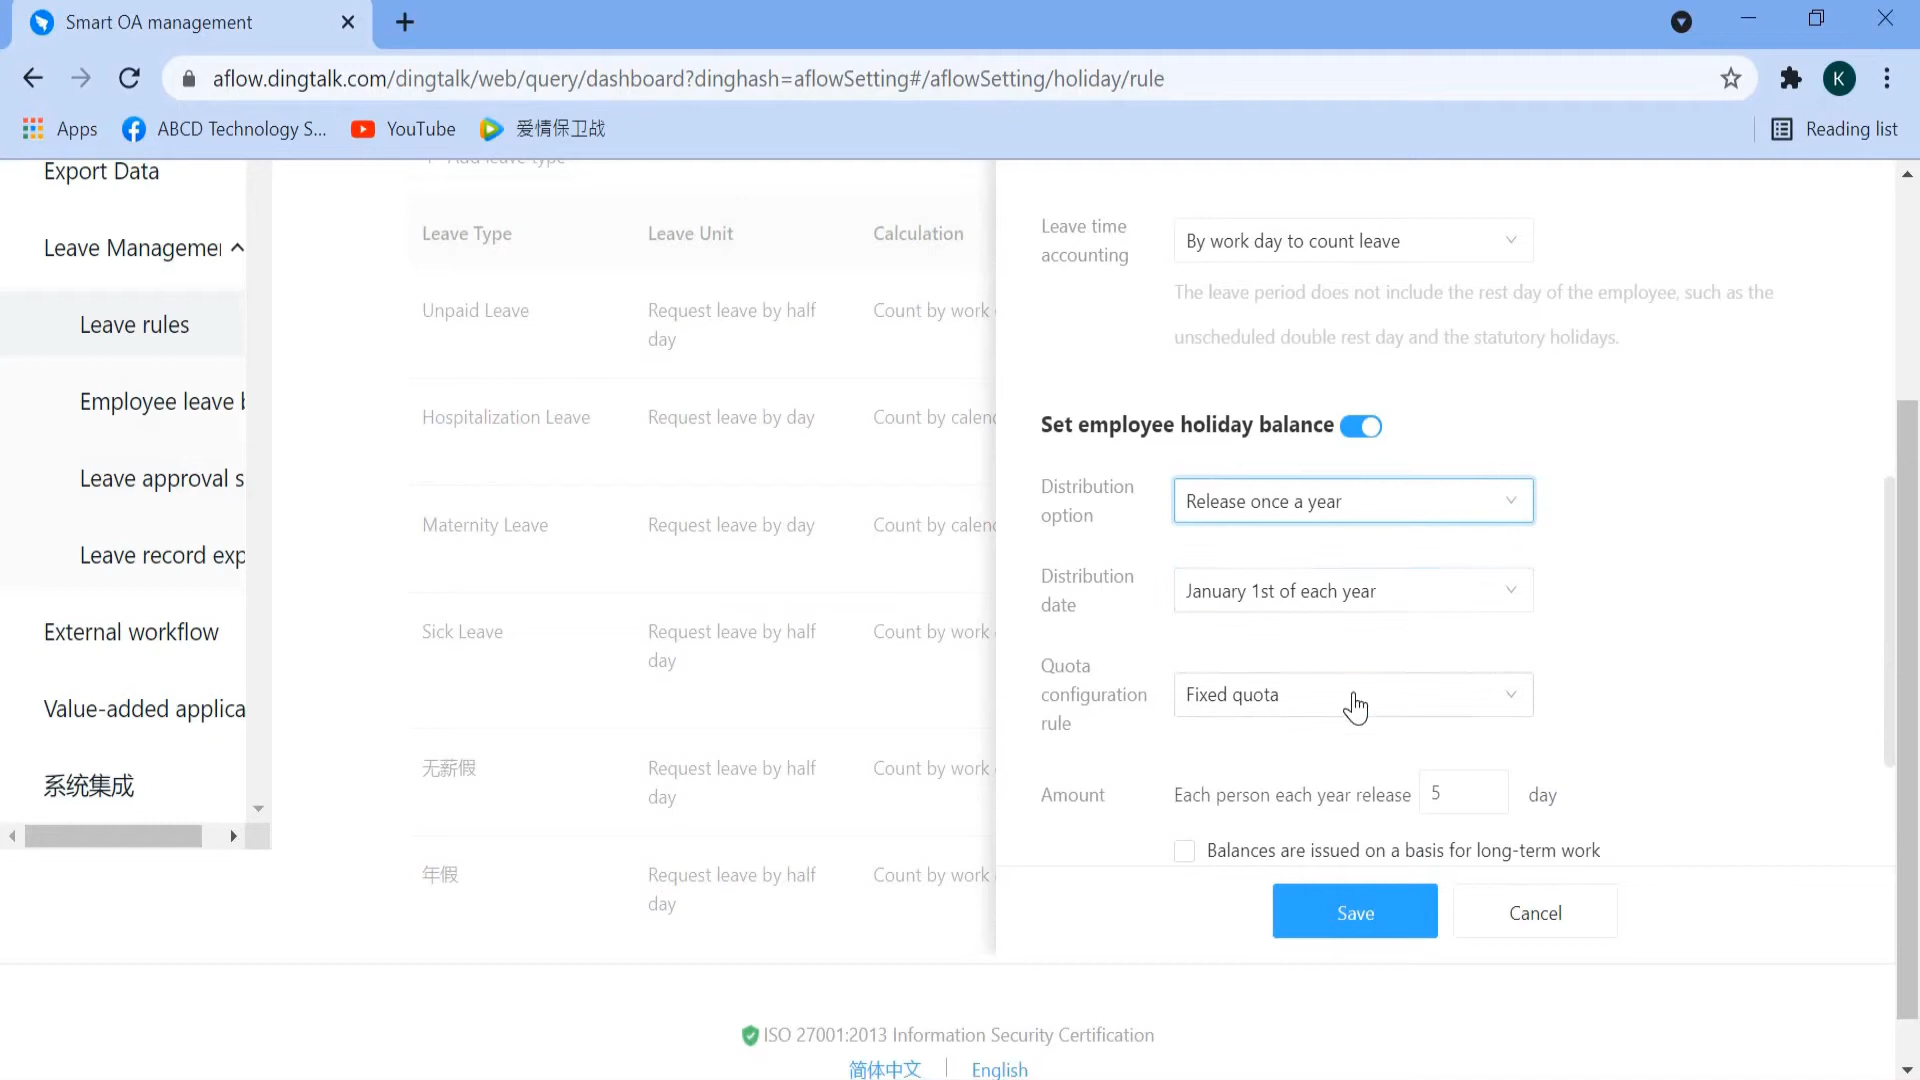 Smart OA management
aflow.dingtalk.com/dingtalk/web/query/dashboard?dinghash=aflowSetting#/aflowSetting/holiday/rule
K
Apps
ABCD Technology S...
YouTube
爱情保卫战
Reading list
Export Data
Leave Managemen
Leave rules
Employee leave b
Leave approval s
Leave record exp
External workflow
Value-added applica
系统集成
Add leave type
Leave Type Leave Unit Calculation
Unpaid Leave Request leave by half Count by work
day
Hospitalization Leave Request leave by day Count by calend
Maternity Leave Request leave by day Count by calend
Sick Leave Request leave by half Count by work
day
无薪假 Request leave by half Count by work
day
年假 Request leave by half Count by work
day
Leave time
accounting
By work day to count leave
The leave period does not include the rest day of the employee, such as the
unscheduled double rest day and the statutory holidays.
Set employee holiday balance
Distribution
option
Release once a year
Distribution
date
January 1st of each year
Quota
configuration
rule
Fixed quota
Amount Each person each year release 5 day
Balances are issued on a basis for long-term work
Save Cancel
ISO 27001:2013 Information Security Certification
简体中文 | English